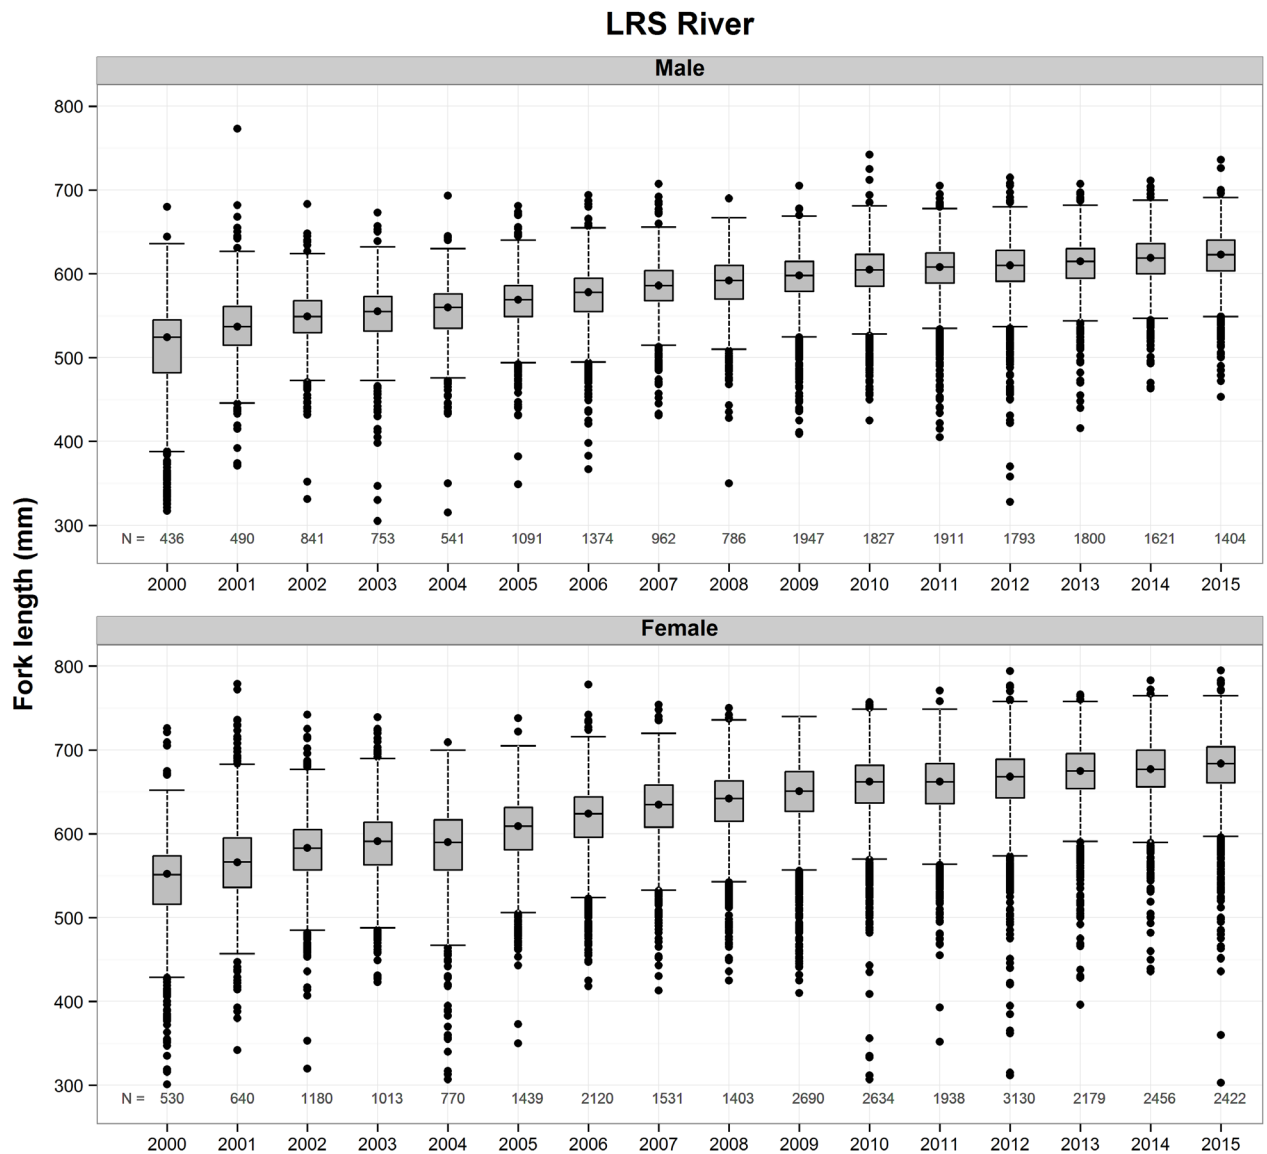 LRS River
Male
800
700
600
500
400
300
N = 436 490 841 753 541 1091 1374 962 786 1947 1827 1911 1793 1800 1621 1404
2000 2001 2002 2003 2004 2005 2006 2007 2008 2009 2010 2011 2012 2013 2014 2015
Fork length (mm)
Female
800
700
600
500
400
300
N = 530 640 1180 1013 770 1439 2120 1531 1403 2690 2634 1938 3130 2179 2456 2422
2000 2001 2002 2003 2004 2005 2006 2007 2008 2009 2010 2011 2012 2013 2014 2015